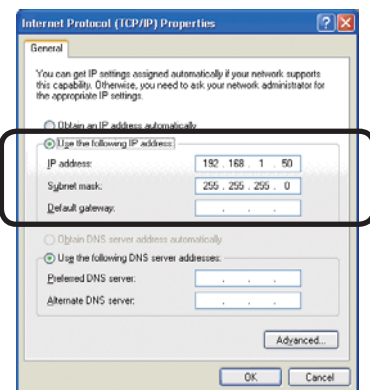 Internet Protocol (TCP/IP) Properties
General
You can get IP settings assigned automatically if your network supports
this capability. Otherwise, you need to ask your network administrator for
the appropriate IP settings.
Obtain an IP address automatically
Use the following IP address:
IP address: 192 . 168 . 1 . 50
Subnet mask: 255 . 255 . 255 . 0
Default gateway: . . .
Obtain DNS server address automatically
Use the following DNS server addresses:
Preferred DNS server: . . .
Alternate DNS server: . . .
Advanced...
OK Cancel